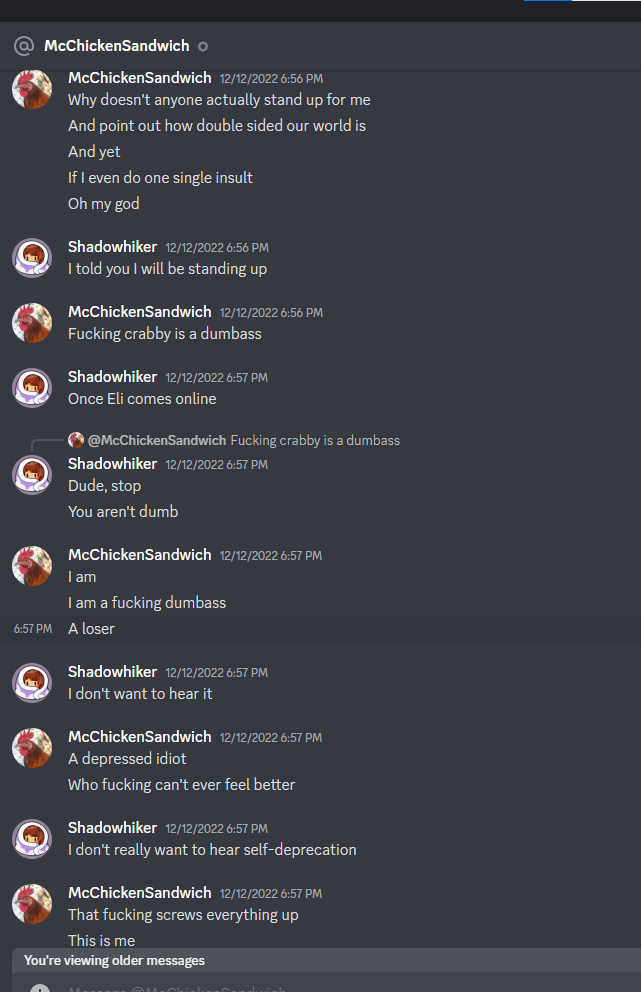 McChickenSandwich
McChickenSandwich 12/12/2022 6:56 PM
Why doesn't anyone actually stand up for me
And point out how double sided our world is
And yet
If I even do one single insult
Oh my god
Shadowhiker 12/12/2022 6:56 PM
I told you I will be standing up
McChickenSandwich 12/12/2022 6:56 PM
Fucking crabby is a dumbass
Shadowhiker 12/12/2022 6:57 PM
Once Eli comes online
@McChickenSandwich Fucking crabby is a dumbass
Shadowhiker 12/12/2022 6:57 PM
Dude, stop
You aren't dumb
McChickenSandwich 12/12/2022 6:57 PM
I am
I am a fucking dumbass
6:57 PM A loser
Shadowhiker 12/12/2022 6:57 PM
I don't want to hear it
McChickenSandwich 12/12/2022 6:57 PM
A depressed idiot
Who fucking can't ever feel better
Shadowhiker 12/12/2022 6:57 PM
I don't really want to hear self-deprecation
McChickenSandwich 12/12/2022 6:57 PM
That fucking screws everything up
This is me
You're viewing older messages
Message @McChickenSandwich